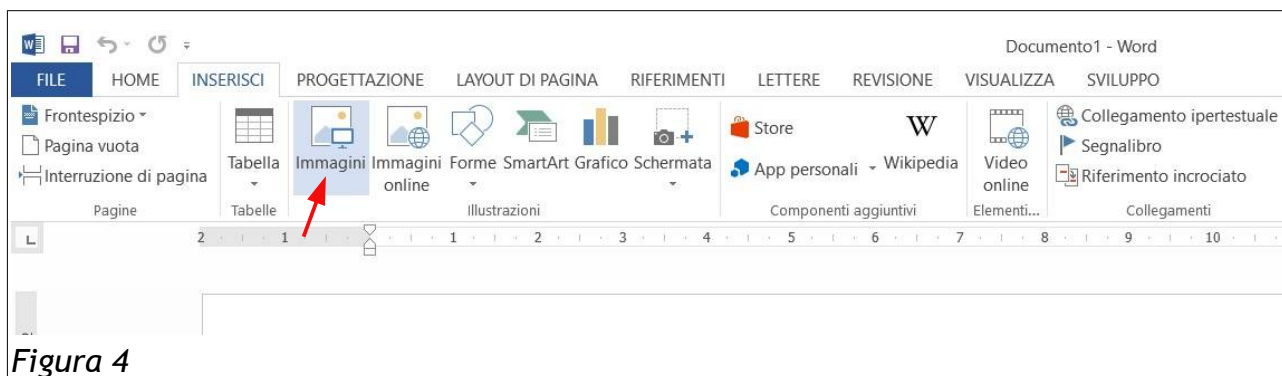 Documento1 - Word
FILE HOME INSERISCI PROGETTAZIONE LAYOUT DI PAGINA RIFERIMENTI LETTERE REVISIONE VISUALIZZA SVILUPPO
Frontespizio
Pagina vuota
Interruzione di pagina
Pagine
Tabella
Tabelle
Immagini
Immagini online
Forme
SmartArt
Grafico
Schermata
Illustrazioni
Store
App personali
W
Wikipedia
Componenti aggiuntivi
Video online
Elementi...
Collegamento ipertestuale
Segnalibro
Riferimento incrociato
Collegamenti
L 2 1 1 2 3 4 5 6 7 8 9 10
Figura 4